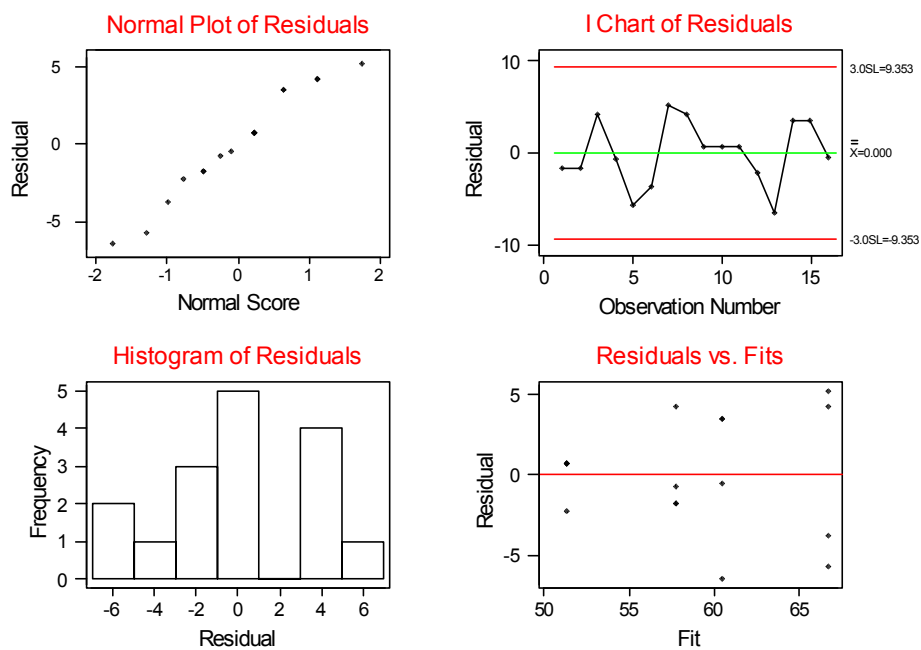 Normal Plot of Residuals
5
0
-5
Residual
-2 -1 0 1 2
Normal Score
I Chart of Residuals
10
0
-10
Residual
3.0SL=9.353
X=0.000
-3.0SL=-9.353
0 5 10 15
Observation Number
Histogram of Residuals
5
4
3
2
1
0
Frequency
-6 -4 -2 0 2 4 6
Residual
Residuals vs. Fits
5
0
-5
Residual
50 55 60 65
Fit